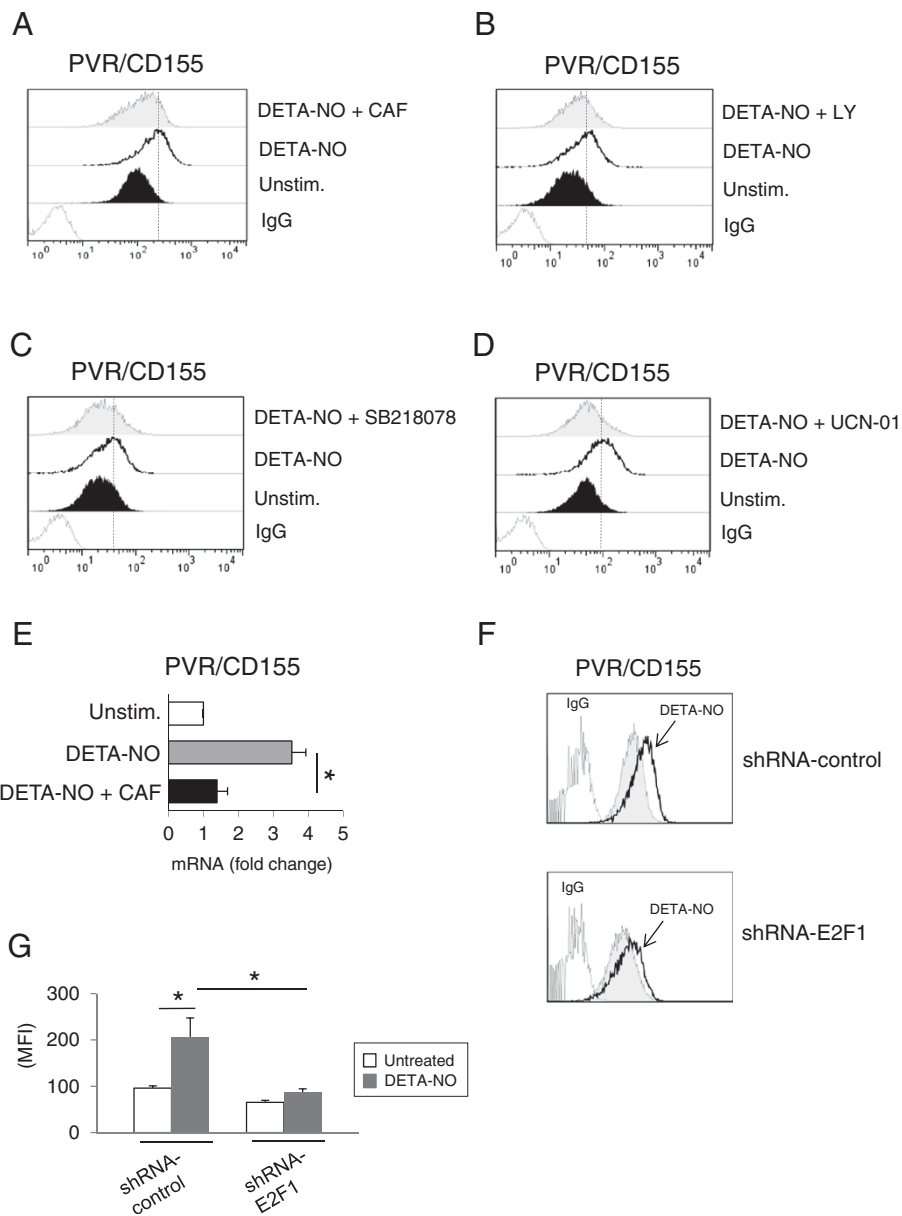 A
PVR/CD155
DETA-NO + CAF
DETA-NO
Unstim.
IgG
10^0 10^1 10^2 10^3 10^4
B
PVR/CD155
DETA-NO + LY
DETA-NO
Unstim.
IgG
10^0 10^1 10^2 10^3 10^4
C
PVR/CD155
DETA-NO + SB218078
DETA-NO
Unstim.
IgG
10^0 10^1 10^2 10^3 10^4
D
PVR/CD155
DETA-NO + UCN-01
DETA-NO
Unstim.
IgG
10^0 10^1 10^2 10^3 10^4
E
PVR/CD155
Unstim.
DETA-NO
DETA-NO + CAF
*
0 1 2 3 4 5
mRNA (fold change)
F
PVR/CD155
IgG
DETA-NO
shRNA-control
IgG
DETA-NO
shRNA-E2F1
G
(MFI)
300
200
100
0
*
*
Untreated
DETA-NO
shRNA-
control
shRNA-
E2F1